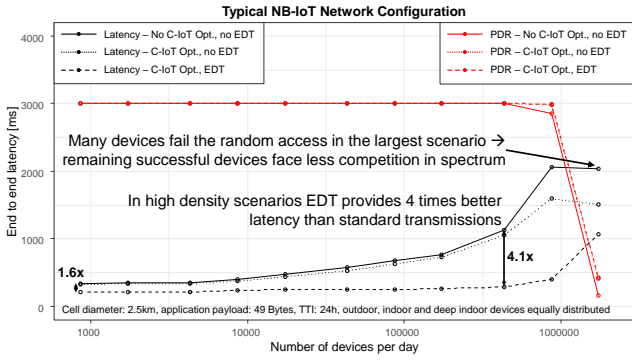 Typical NB-IoT Network Configuration
Latency – No C-IoT Opt., no EDT
Latency – C-IoT Opt., no EDT
Latency – C-IoT Opt., EDT
PDR – No C-IoT Opt., no EDT
PDR – C-IoT Opt., no EDT
PDR – C-IoT Opt., EDT
End to end latency [ms]
4000
3000
2000
1000
0
Many devices fail the random access in the largest scenario →
remaining successful devices face less competition in spectrum
In high density scenarios EDT provides 4 times better
latency than standard transmissions
1.6x
4.1x
Cell diameter: 2.5km, application payload: 49 Bytes, TTI: 24h, outdoor, indoor and deep indoor devices equally distributed
1000
10000
100000
1000000
Number of devices per day